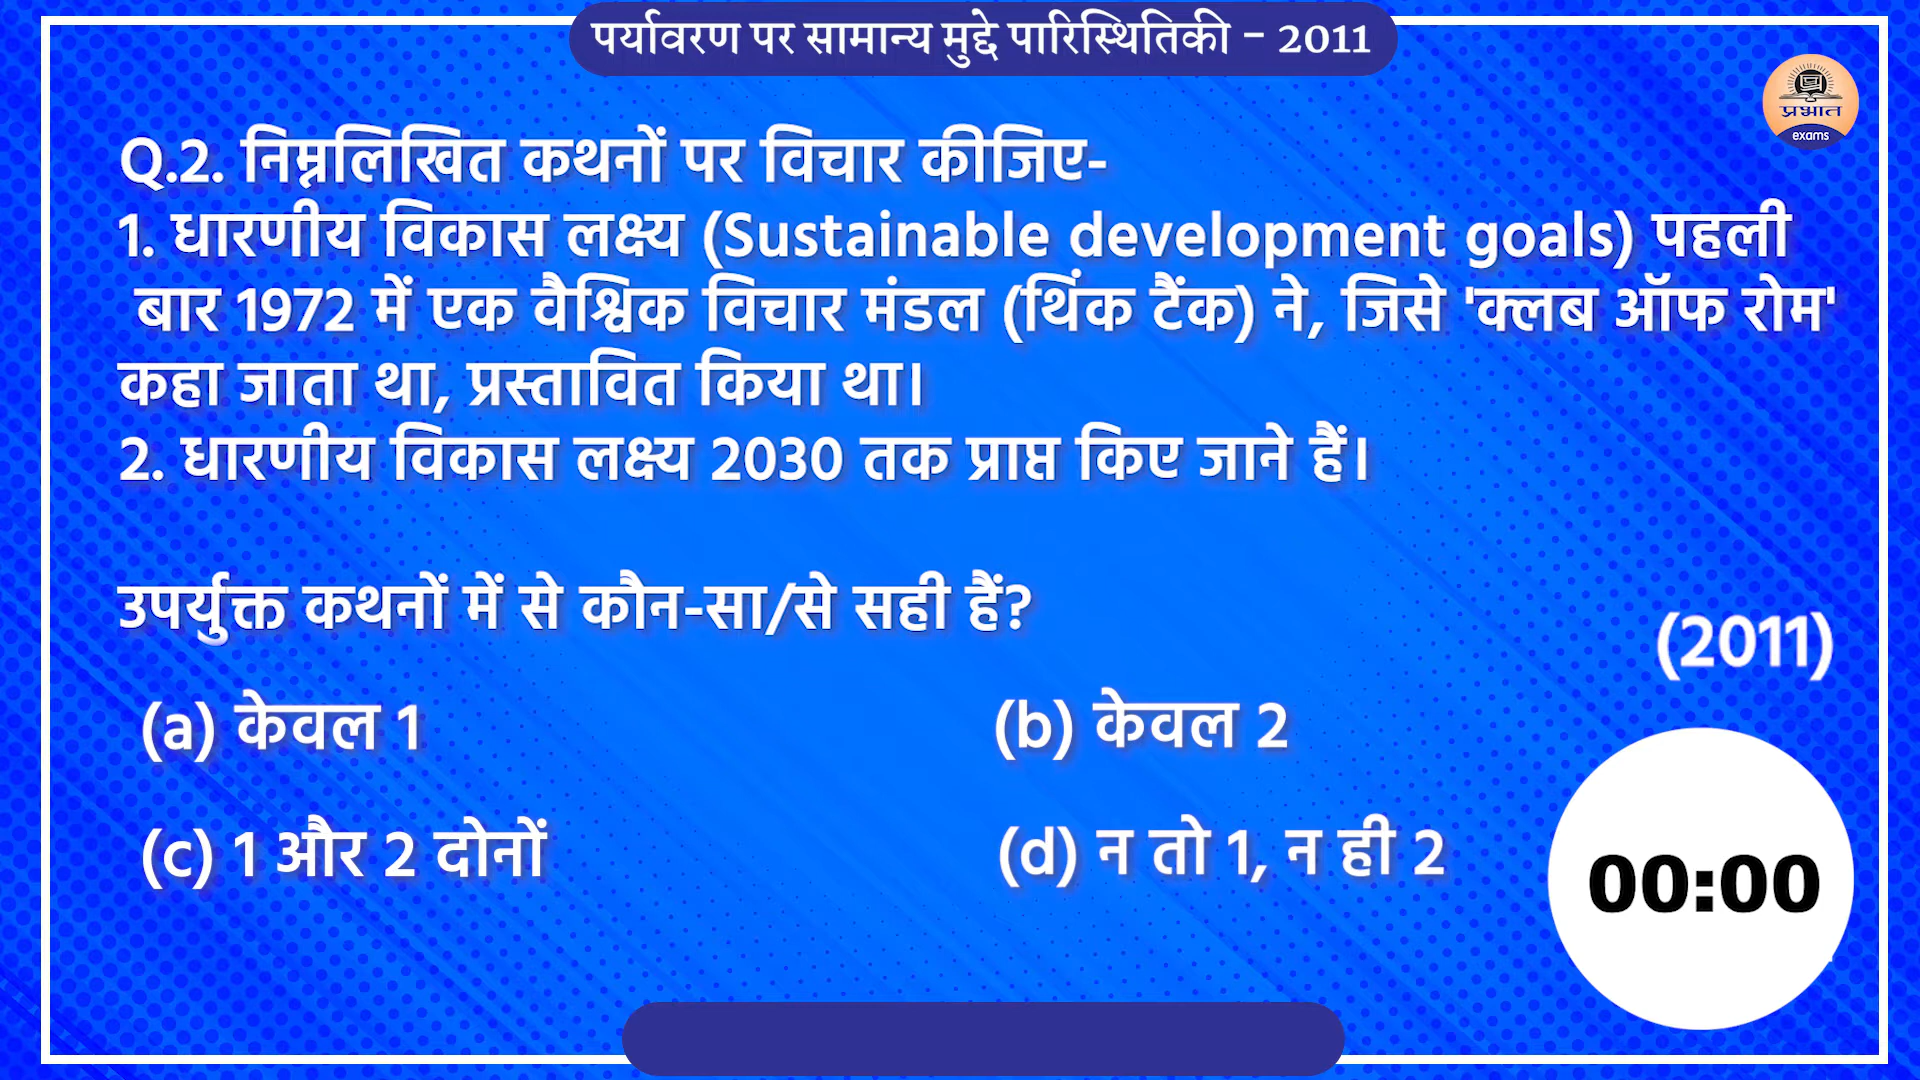 पर्यावरण पर सामान्य मुद्दे पारिस्थितिकी – 2011
प्रभात
exams
Q.2. निम्नलिखित कथनों पर विचार कीजिए-
1. धारणीय विकास लक्ष्य (Sustainable development goals) पहली
बार 1972 में एक वैश्विक विचार मंडल (थिंक टैंक) ने, जिसे 'क्लब ऑफ रोम'
कहा जाता था, प्रस्तावित किया था।
2. धारणीय विकास लक्ष्य 2030 तक प्राप्त किए जाने हैं।
उपर्युक्त कथनों में से कौन-सा/से सही हैं?
(2011)
(a) केवल 1
(b) केवल 2
(c) 1 और 2 दोनों
(d) न तो 1, न ही 2
00:00